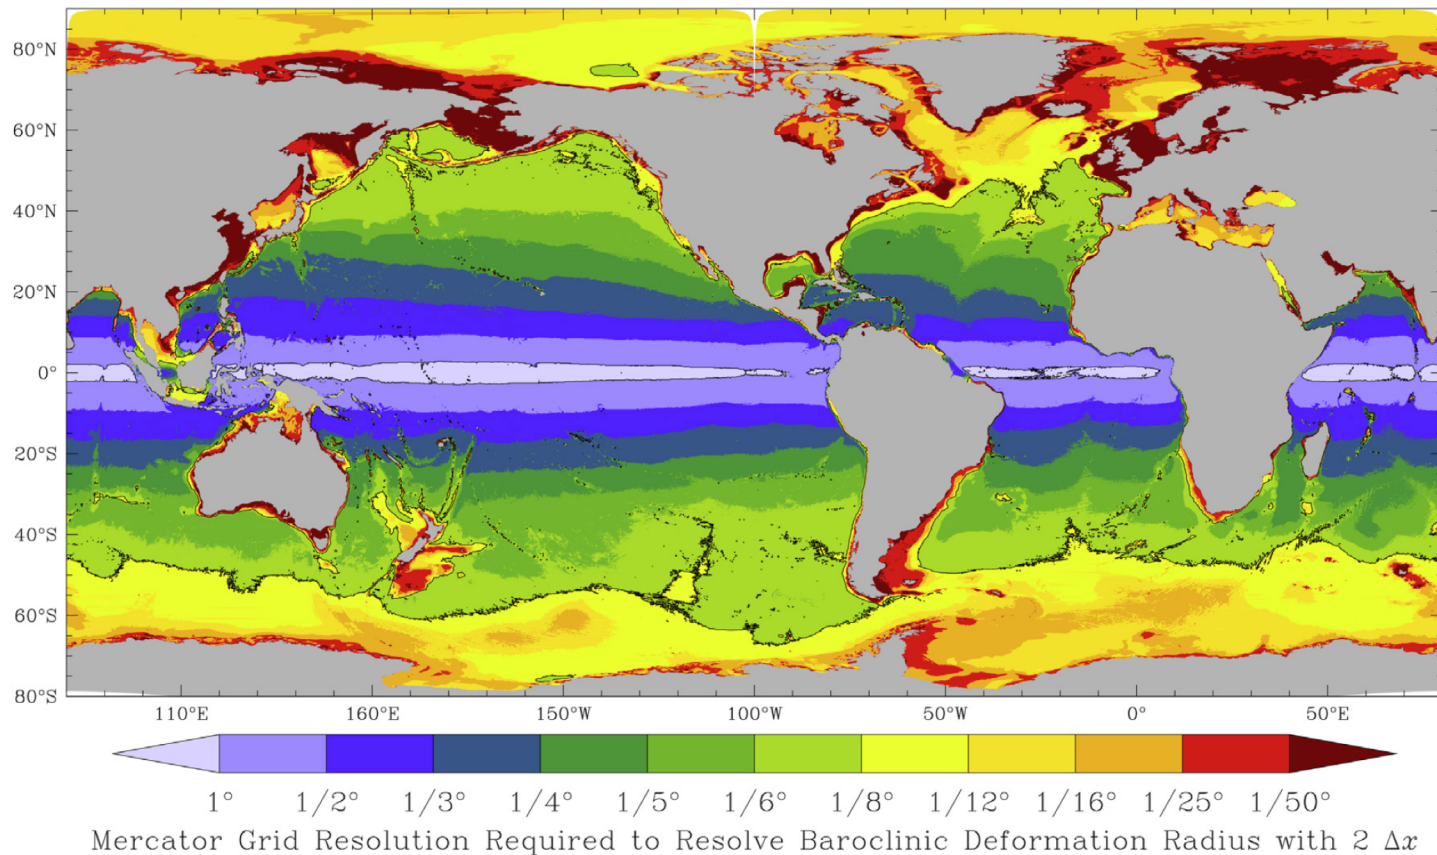 80°N
60°N
40°N
20°N
0°
20°S
40°S
60°S
80°S
110°E 160°E 150°W 100°W 50°W 0° 50°E
1° 1/2° 1/3° 1/4° 1/5° 1/6° 1/8° 1/12° 1/16° 1/25° 1/50°
Mercator Grid Resolution Required to Resolve Baroclinic Deformation Radius with 2 Δx